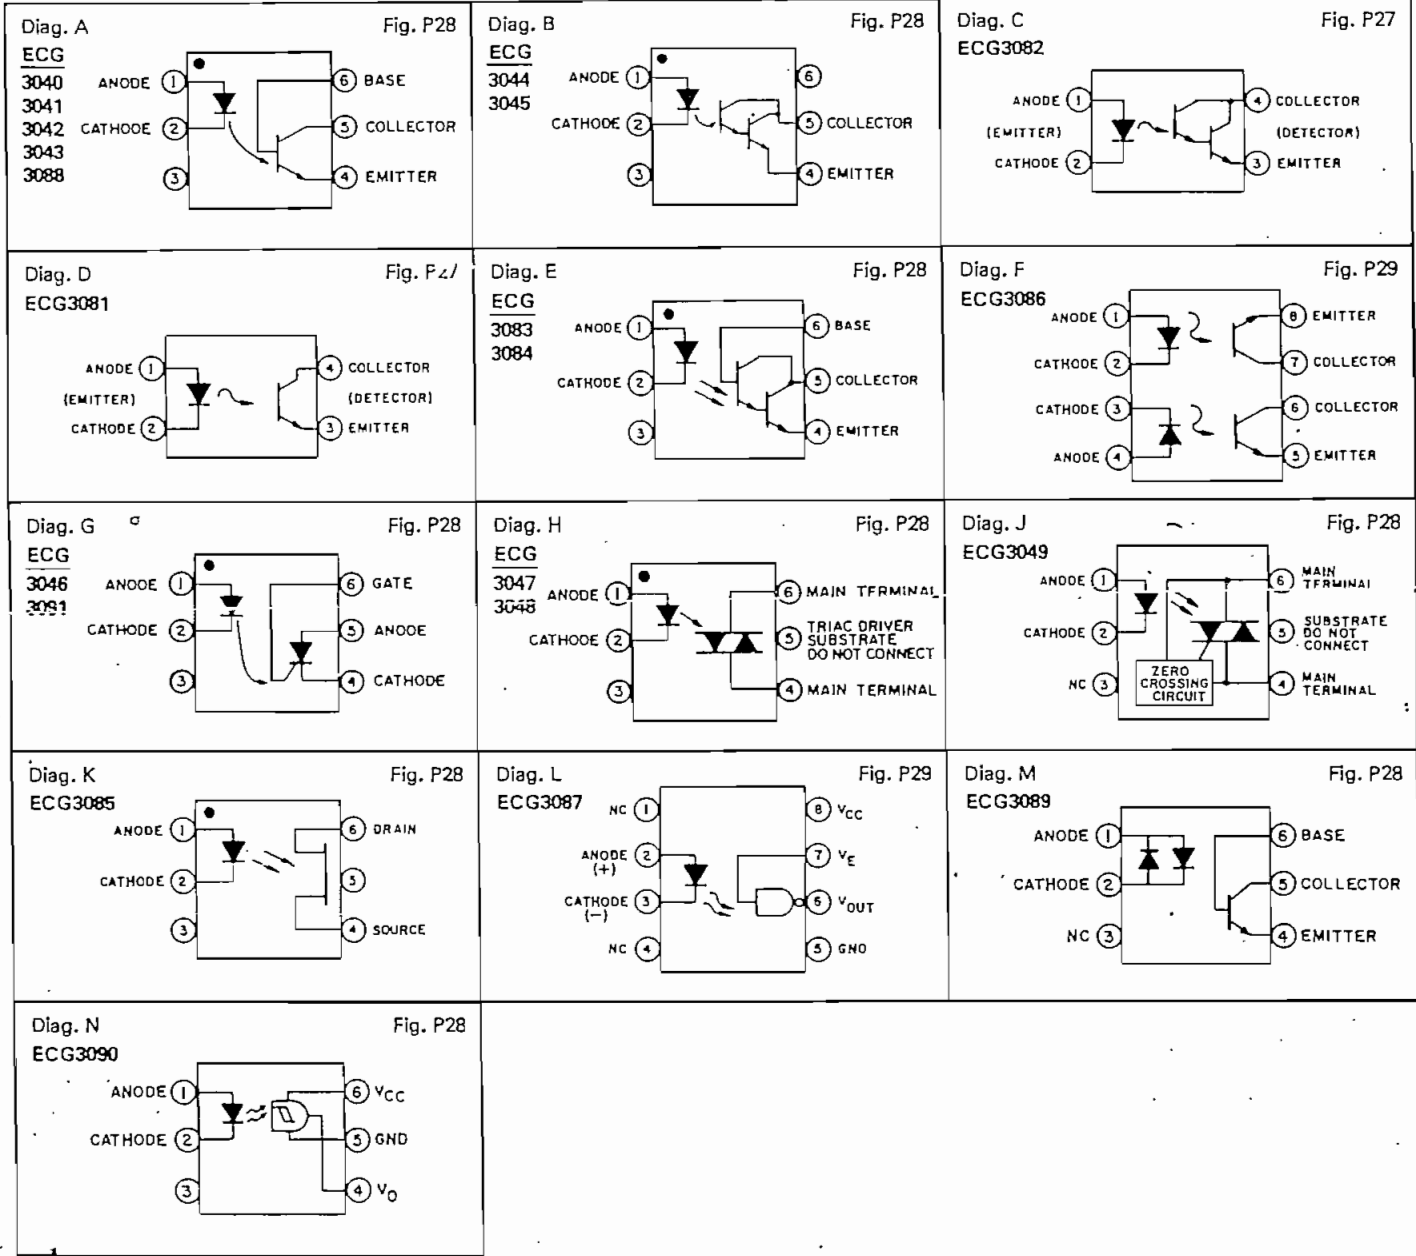 Diag. A Fig. P28
ECG
3040
3041
3042
3043
3088
ANODE 1
CATHODE 2
3
6 BASE
5 COLLECTOR
4 EMITTER
Diag. B Fig. P28
ECG
3044
3045
ANODE 1
CATHODE 2
3
6
5 COLLECTOR
4 EMITTER
Diag. C Fig. P27
ECG3082
ANODE 1
(EMITTER)
CATHODE 2
4 COLLECTOR
(DETECTOR)
3 EMITTER
Diag. D Fig.
ECG3081
ANODE 1
(EMITTER)
CATHODE 2
4 COLLECTOR
(DETECTOR)
3 EMITTER
Diag. E Fig. P28
ECG
3083
3084
ANODE 1
CATHODE 2
3
6 BASE
5 COLLECTOR
4 EMITTER
Diag. F Fig. P29
ECG3086
ANODE 1
CATHODE 2
CATHODE 3
ANODE 4
8 EMITTER
7 COLLECTOR
6 COLLECTOR
5 EMITTER
Diag. G Fig. P28
ECG
3046
3091
ANODE 1
CATHODE 2
3
6 GATE
5 ANODE
4 CATHODE
Diag. H Fig. P28
ECG
3047
3048
ANODE 1
CATHODE 2
3
6 MAIN TERMINAL
5 TRIAC DRIVER
SUBSTRATE
DO NOT CONNECT
4 MAIN TERMINAL
Diag. J Fig. P28
ECG3049
ANODE 1
CATHODE 2
NC 3
ZERO
CROSSING
CIRCUIT
6 MAIN
TERMINAL
5 SUBSTRATE
DO NOT
CONNECT
4 MAIN
TERMINAL
Diag. K Fig. P28
ECG3085
ANODE 1
CATHODE 2
3
6 DRAIN
5
4 SOURCE
Diag. L Fig. P29
ECG3087
NC 1
ANODE 2
(+)
CATHODE 3
(−)
NC 4
8 VCC
7 VE
6 VOUT
5 GND
Diag. M Fig. P28
ECG3089
ANODE 1
CATHODE 2
NC 3
6 BASE
5 COLLECTOR
4 EMITTER
Diag. N Fig. P28
ECG3090
ANODE 1
CATHODE 2
3
6 VCC
5 GND
4 VO